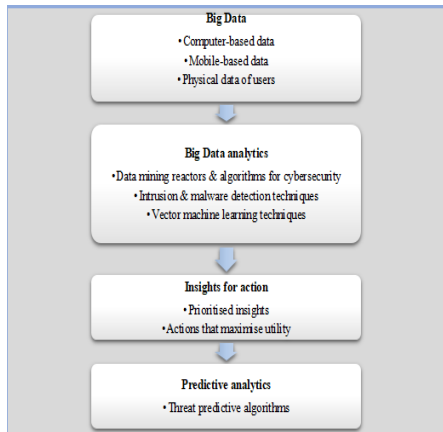 Big Data
• Computer-based data
• Mobile-based data
• Physical data of users
Big Data analytics
• Data mining reactors & algorithms for cybersecurity
• Intrusion & malware detection techniques
• Vector machine learning techniques
Insights for action
• Prioritised insights
• Actions that maximise utility
Predictive analytics
• Threat predictive algorithms